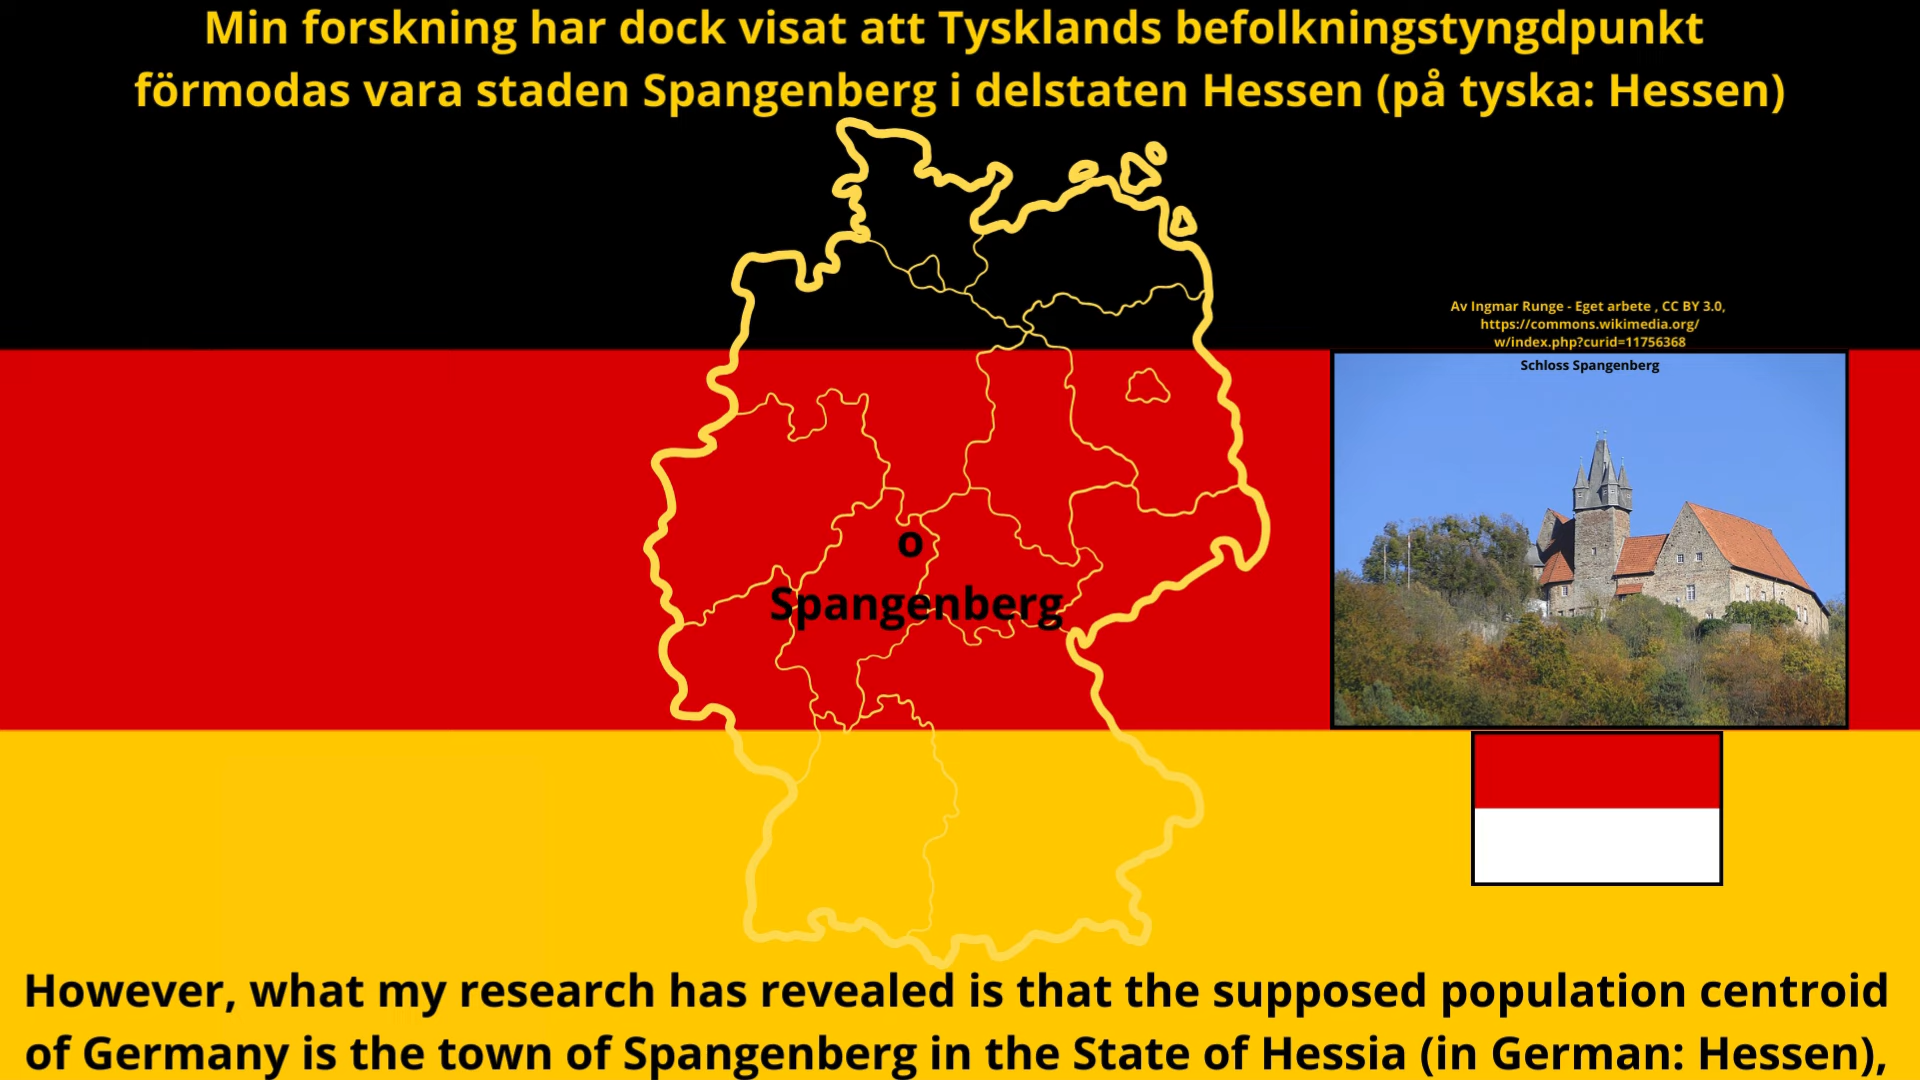 Min forskning har dock visat att Tysklands befolkningstyngdpunkt
förmodas vara staden Spangenberg i delstaten Hessen (på tyska: Hessen)
Av Ingmar Runge - Eget arbete , CC BY 3.0,
https://commons.wikimedia.org/
w/index.php?curid=11756368
Schloss Spangenberg
o
Spangenberg
However, what my research has revealed is that the supposed population centroid
of Germany is the town of Spangenberg in the State of Hessia (in German: Hessen),